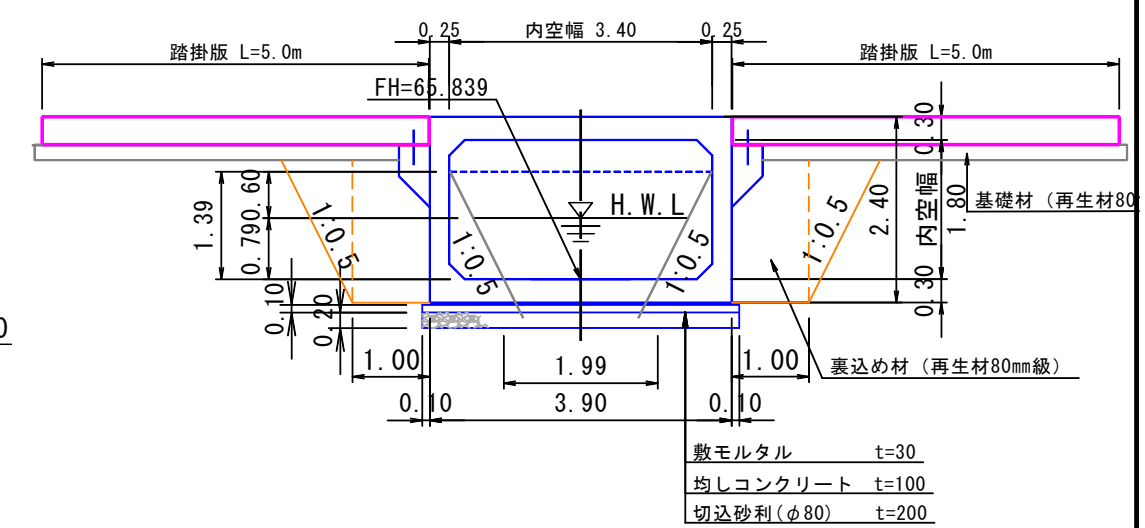 0.25
内空幅 3.40
0.25
踏掛版 L=5.0m
踏掛版 L=5.0m
FH=65.839
0.30
内空幅
1.80
0.30
2.40
基礎材（再生材80
1.39
0.60
0.79
H.W.L
1:0.5
1:0.5
1:0.5
1:0.5
0.10
0.20
0
1.00
1.99
1.00
裏込め材（再生材80mm級）
0.10
3.90
0.10
敷モルタル t=30
均しコンクリート t=100
切込砂利(φ80) t=200